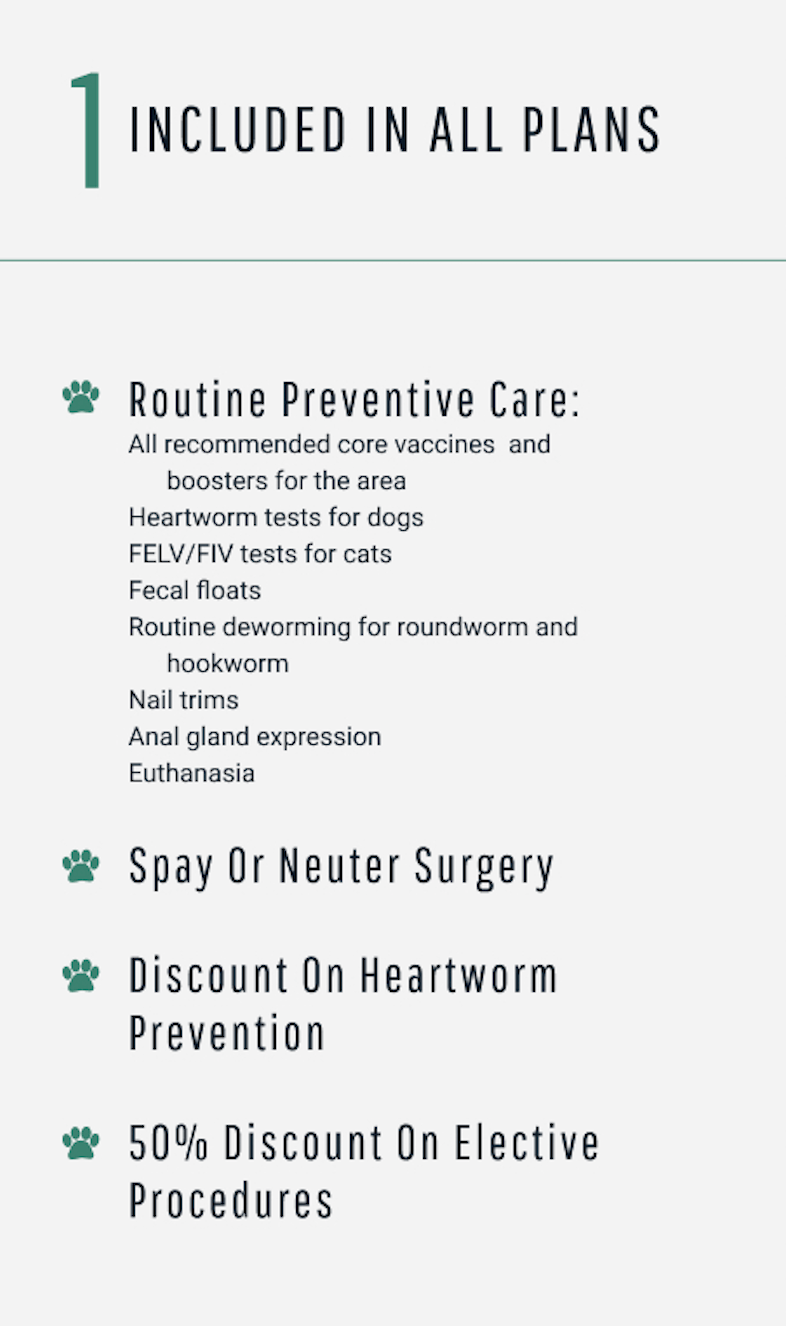 1 INCLUDED IN ALL PLANS
Routine Preventive Care:
All recommended core vaccines  and
boosters for the area
Heartworm tests for dogs
FELV/FIV tests for cats
Fecal floats
Routine deworming for roundworm and
hookworm
Nail trims
Anal gland expression
Euthanasia
Spay Or Neuter Surgery
Discount On Heartworm
Prevention
50% Discount On Elective
Procedures